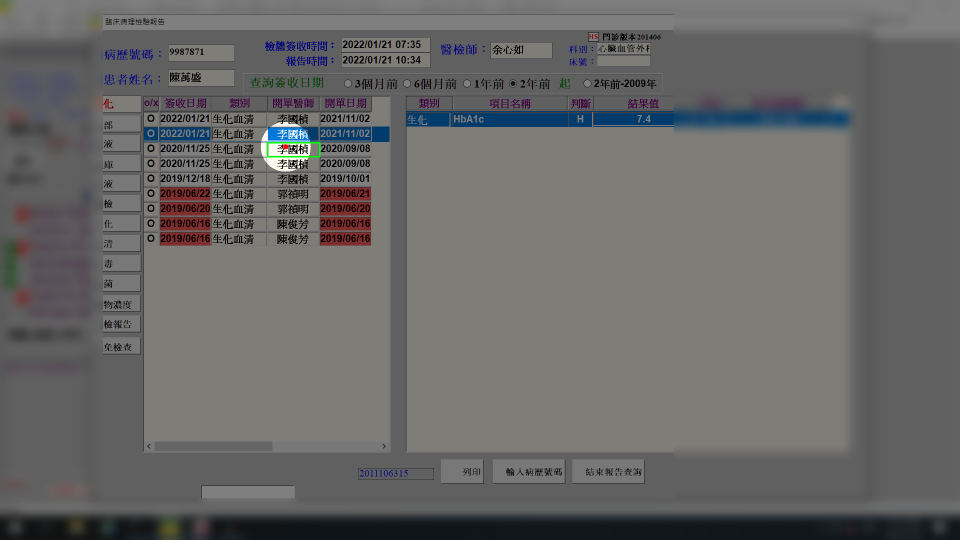 臨床病理檢驗報告
病歷號碼： 9987871 檢體簽收時間： 2022/01/21 07:35 醫檢師： 余心如 HS 門診版本201406
科別： 心臟血管外科
報告時間： 2022/01/21 10:34 床號：
患者姓名： 陳萬盛
查詢簽收日期 3個月前 6個月前 1年前 2年前 起 2年前-2009年
化 o/x 簽收日期 類別 開單醫師 開單日期 類別 項目名稱 判斷 結果值
O 2022/01/21 生化血清 李國楨 2021/11/02 生化 HbA1c H 7.4
部
O 2022/01/21 生化血清 李國楨 2021/11/02
液 O 2020/11/25 生化血清 李國楨 2020/09/08
庫 O 2020/11/25 生化血清 李國楨 2020/09/08
液 O 2019/12/18 生化血清 李國楨 2019/10/01
O 2019/06/22 生化血清 郭禎明 2019/06/21
檢 O 2019/06/20 生化血清 郭禎明 2019/06/20
化 O 2019/06/16 生化血清 陳俊芳 2019/06/16
清 O 2019/06/16 生化血清 陳俊芳 2019/06/16
毒
菌
物濃度
檢報告
免檢查
2011106315 列印 輸入病歷號碼 結束報告查詢